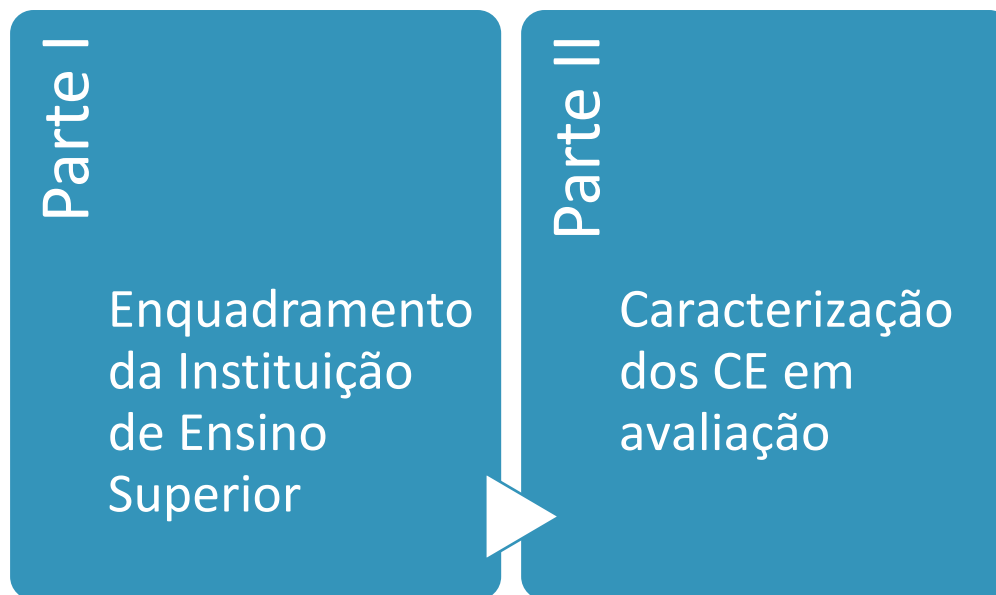 Parte I
Enquadramento
da Instituição
de Ensino
Superior
Parte II
Caracterização
dos CE em
avaliação